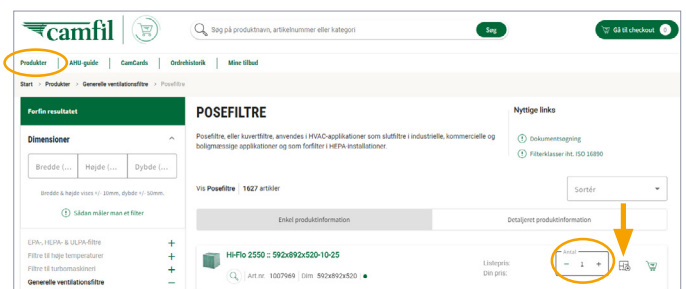 camfil
Søg på produktnavn, artikelnummer eller kategori
Søg
Gå til checkout
Produkter
AHU-guide
CamCards
Ordrehistorik
Mine tilbud
Start > Produkter > Generelle ventilationsfiltre > Posefiltre
Forfin resultatet
Dimensioner
Bredde (...
Højde (...
Dybde (...
Bredde & højde vises +/- 10mm, dybde +/- 50mm.
Sådan måler man et filter
EPA-, HEPA- & ULPA-filtre +
Filtre til høje temperaturer +
Filtre til turbomaskineri +
Generelle ventilationsfiltre −
POSEFILTRE
Posefiltre, eller kuvertfiltre, anvendes i HVAC-applikationer som slutfiltre i industrielle, kommercielle og
boligmæssige applikationer og som forfilter i HEPA-installationer.
Nyttige links
Dokumentsøgning
Filterklasser iht. ISO 16890
Vis Posefiltre | 1627 artikler
Sortér
Enkel produktinformation
Detaljeret produktinformation
Hi-Flo 2550 :: 592x892x520-10-25
Art.nr. 1007969 | Dim. 592x892x520
Listepris:
Din pris:
Antal
− 1 +